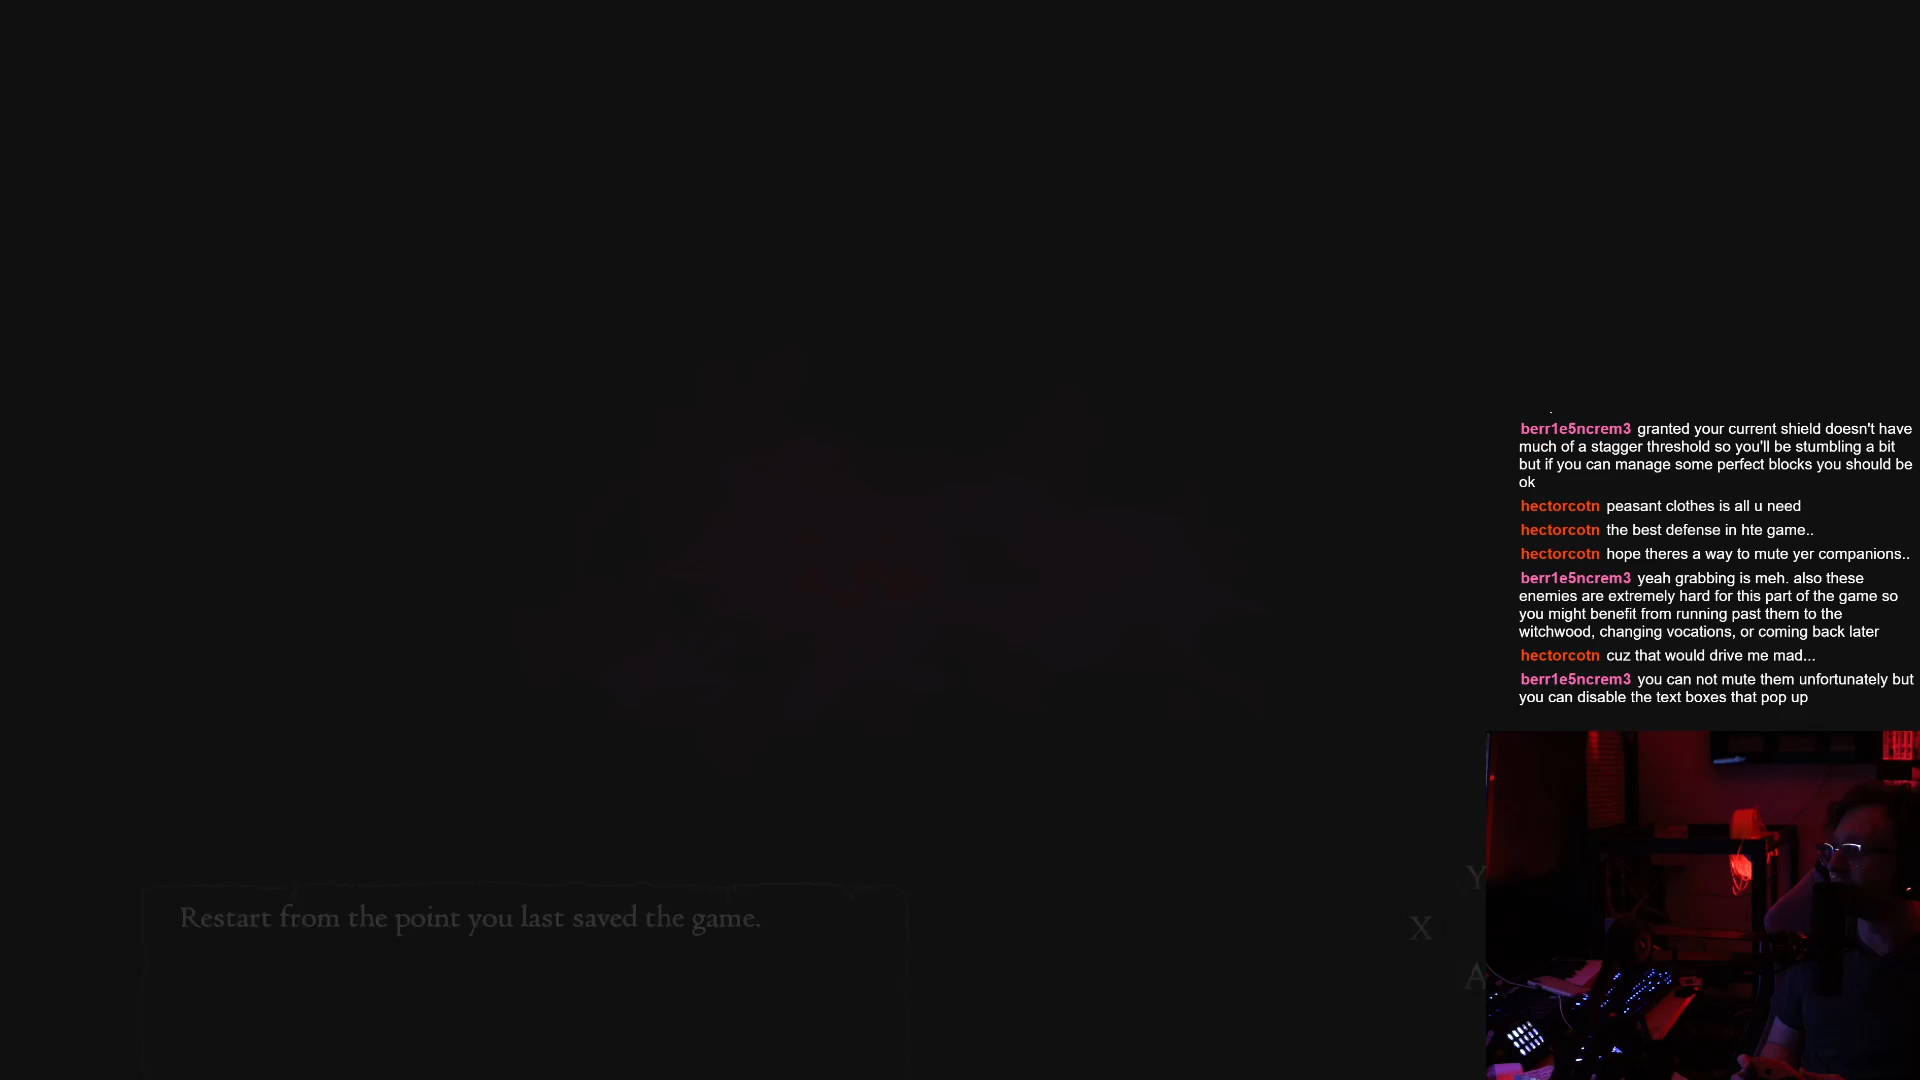 berr1e5ncrem3 granted your current shield doesn't have
much of a stagger threshold so you'll be stumbling a bit
but if you can manage some perfect blocks you should be
ok
hectorcotn peasant clothes is all u need
hectorcotn the best defense in hte game..
hectorcotn hope theres a way to mute yer companions..
berr1e5ncrem3 yeah grabbing is meh. also these
enemies are extremely hard for this part of the game so
you might benefit from running past them to the
witchwood, changing vocations, or coming back later
hectorcotn cuz that would drive me mad...
berr1e5ncrem3 you can not mute them unfortunately but
you can disable the text boxes that pop up
Restart from the point you last saved the game.
Y
X
A